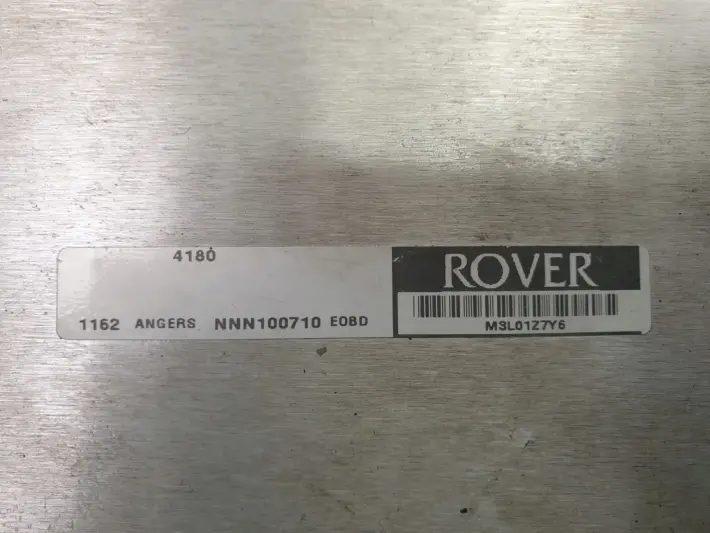 4180
1162 ANGERS NNN100710 EOBD
ROVER
M3L01Z7Y6